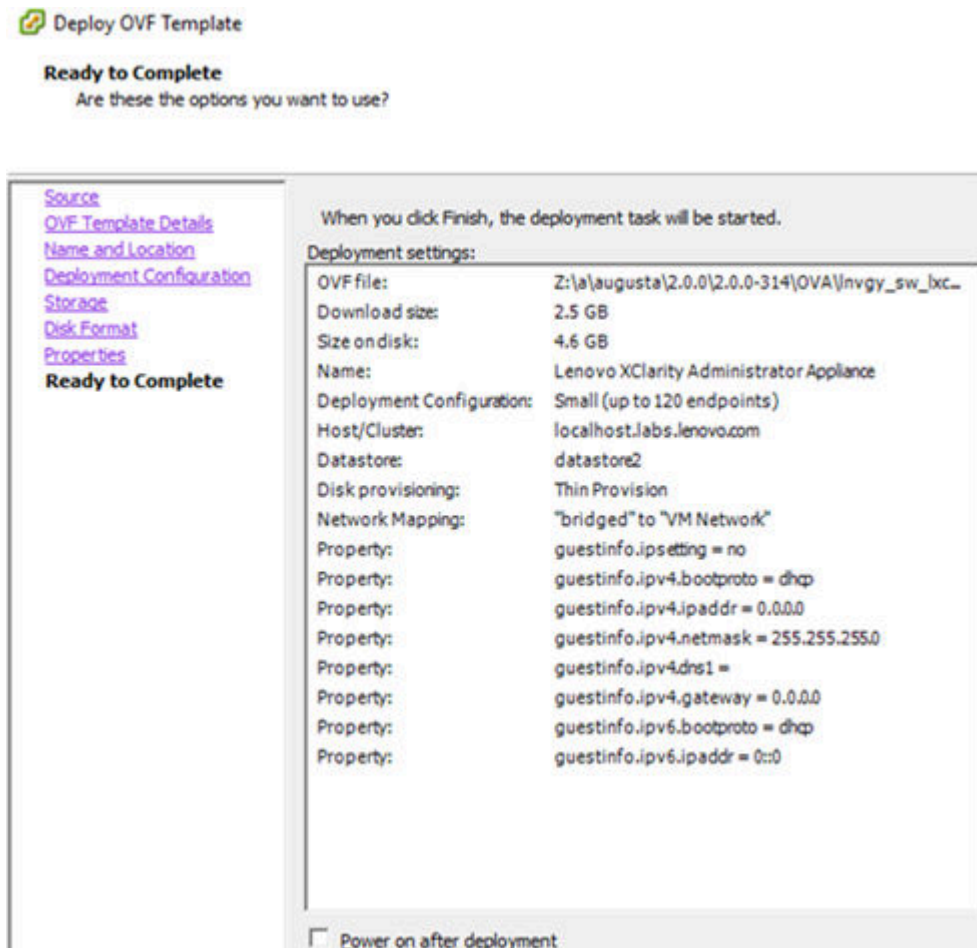 Deploy OVF Template
Ready to Complete
Are these the options you want to use?
Source
OVF Template Details
Name and Location
Deployment Configuration
Storage
Disk Format
Properties
Ready to Complete
When you click Finish, the deployment task will be started.
Deployment settings:
OVF file: Z:\a\augusta\2.0.0\2.0.0-314\OVA\lnvgy_sw_lxc...
Download size: 2.5 GB
Size on disk: 4.6 GB
Name: Lenovo XClarity Administrator Appliance
Deployment Configuration: Small (up to 120 endpoints)
Host/Cluster: localhost.labs.lenovo.com
Datastore: datastore2
Disk provisioning: Thin Provision
Network Mapping: "bridged" to "VM Network"
Property: guestinfo.ipsetting = no
Property: guestinfo.ipv4.bootproto = dhcp
Property: guestinfo.ipv4.ipaddr = 0.0.0.0
Property: guestinfo.ipv4.netmask = 255.255.255.0
Property: guestinfo.ipv4.dns1 =
Property: guestinfo.ipv4.gateway = 0.0.0.0
Property: guestinfo.ipv6.bootproto = dhcp
Property: guestinfo.ipv6.ipaddr = 0::0
Power on after deployment